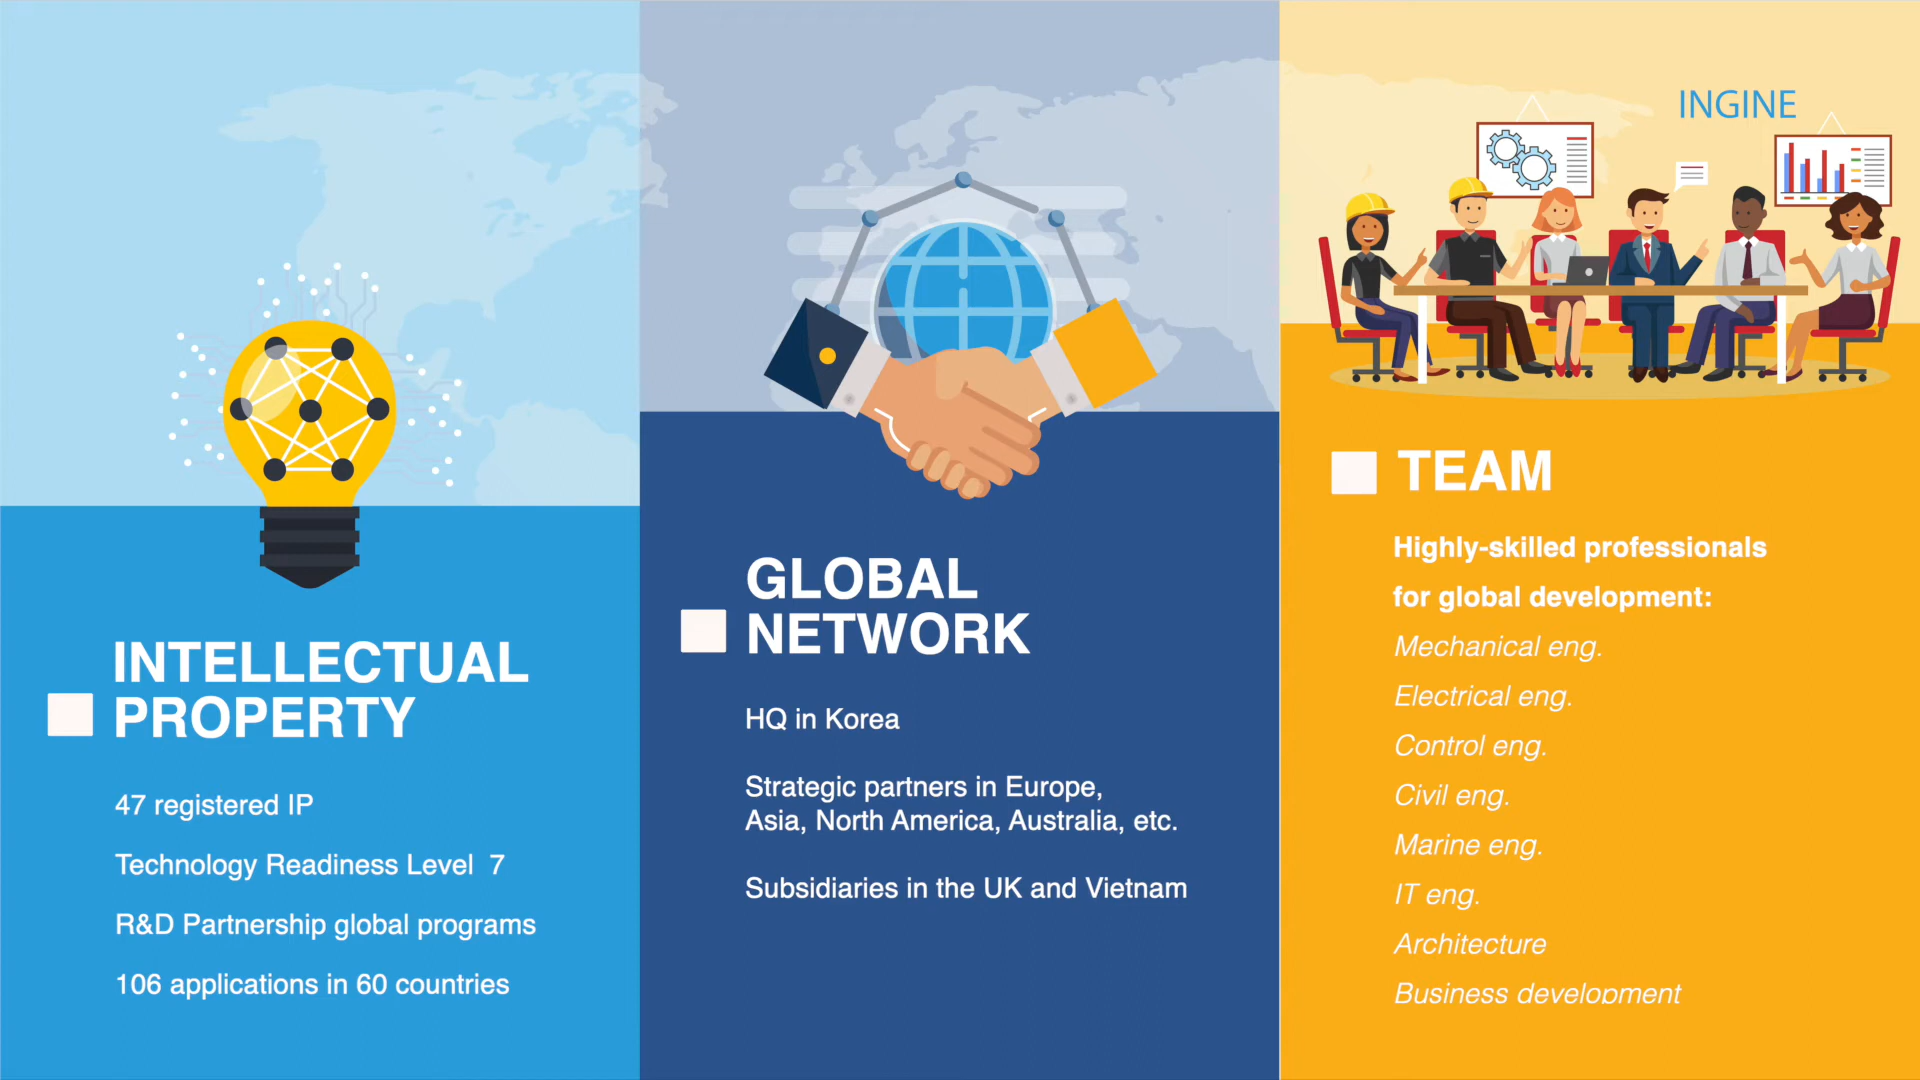 INTELLECTUAL
PROPERTY
47 registered IP
Technology Readiness Level 7
R&D Partnership global programs
106 applications in 60 countries
GLOBAL
NETWORK
HQ in Korea
Strategic partners in Europe,
Asia, North America, Australia, etc.
Subsidiaries in the UK and Vietnam
INGINE
TEAM
Highly-skilled professionals
for global development:
Mechanical eng.
Electrical eng.
Control eng.
Civil eng.
Marine eng.
IT eng.
Architecture
Business development